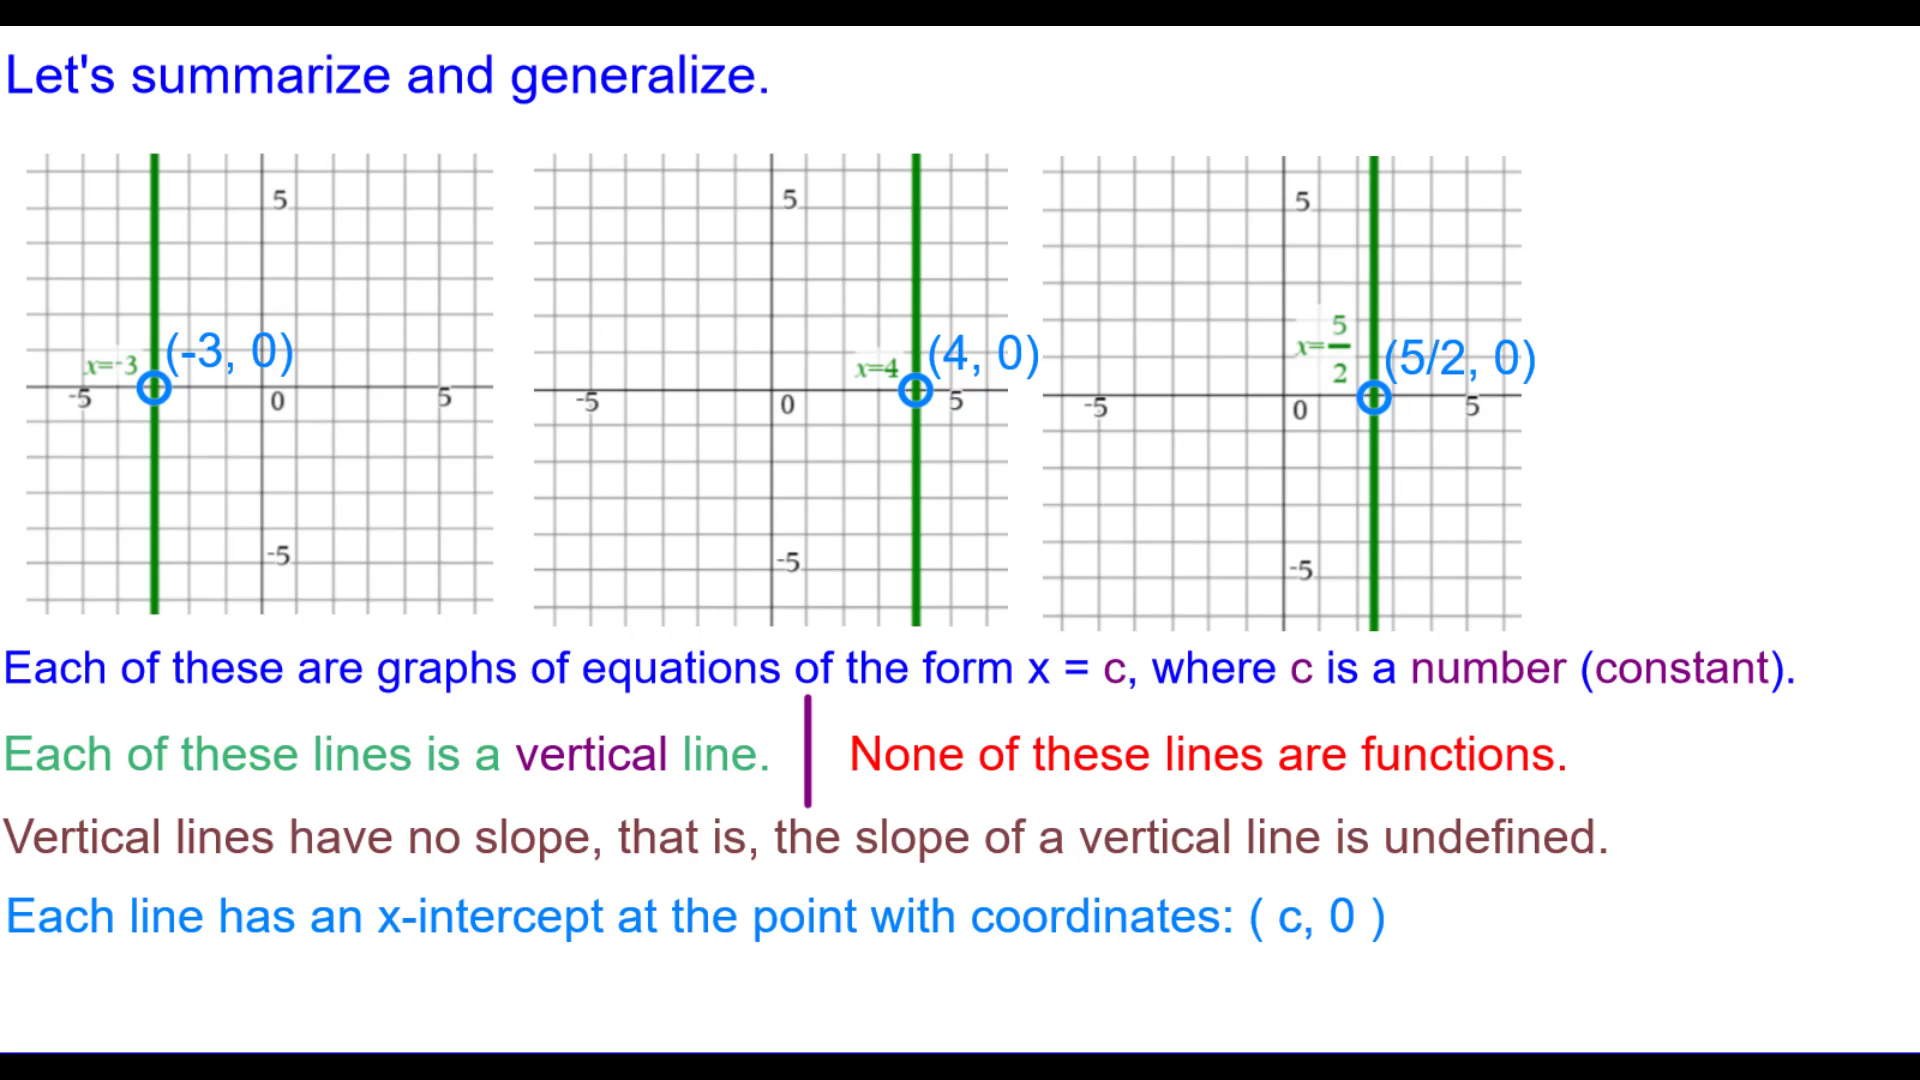 Let's summarize and generalize.
5
x=-3 (-3, 0)
-5 0 5
-5
5
x=4 (4, 0)
-5 0 5
-5
5
x=5/2 (5/2, 0)
-5 0 5
-5
Each of these are graphs of equations of the form x = c, where c is a number (constant).
Each of these lines is a vertical line. None of these lines are functions.
Vertical lines have no slope, that is, the slope of a vertical line is undefined.
Each line has an x-intercept at the point with coordinates: ( c, 0 )